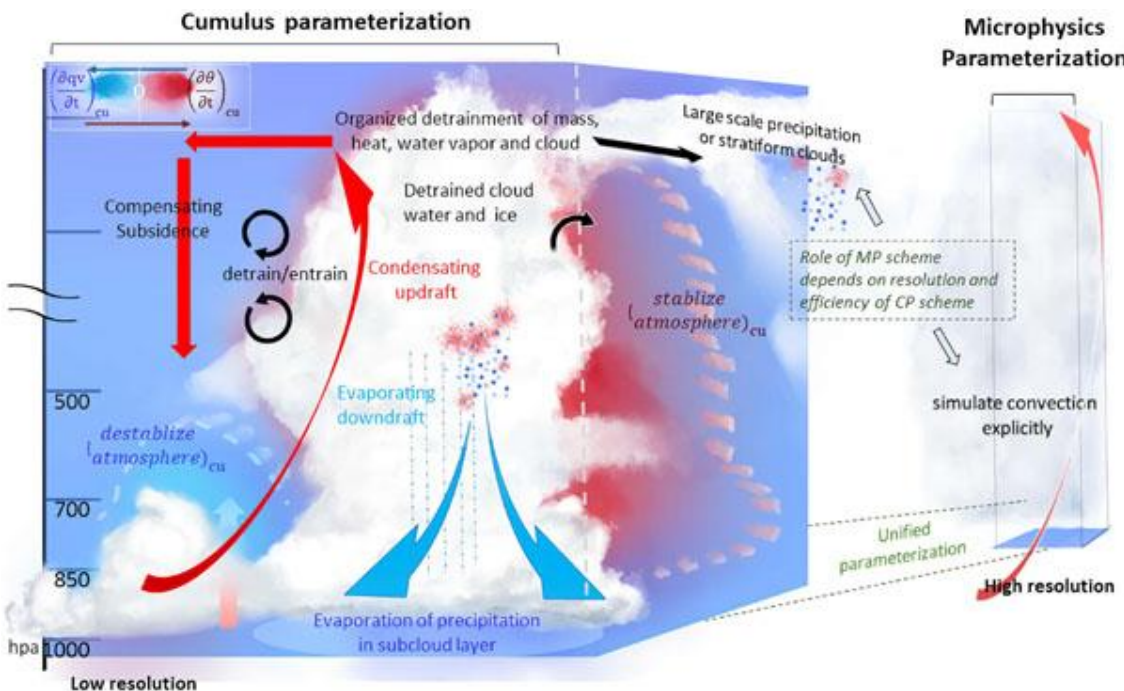 Cumulus parameterization
Microphysics
Parameterization
(∂qv/∂t)cu
(∂θ/∂t)cu
Organized detrainment of mass,
heat, water vapor and cloud
Large scale precipitation
or stratiform clouds
Detrained cloud
water and ice
Compensating
Subsidence
detrain/entrain
Condensating
updraft
Role of MP scheme
depends on resolution and
efficiency of CP scheme
(stablize
atmosphere)cu
500
Evaporating
downdraft
simulate convection
explicitly
(destablize
atmosphere)cu
700
Unified
parameterization
850
High resolution
Evaporation of precipitation
in subcloud layer
hpa 1000
Low resolution